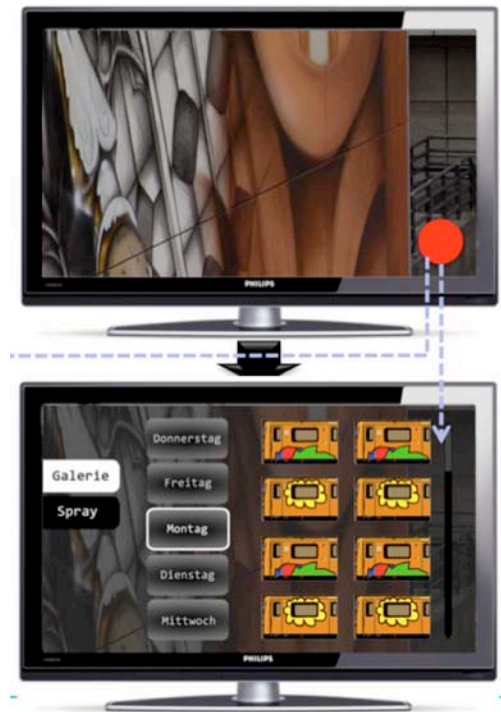 PHILIPS
Donnerstag
Galerie
Freitag
Spray
Montag
Dienstag
Mittwoch
PHILIPS